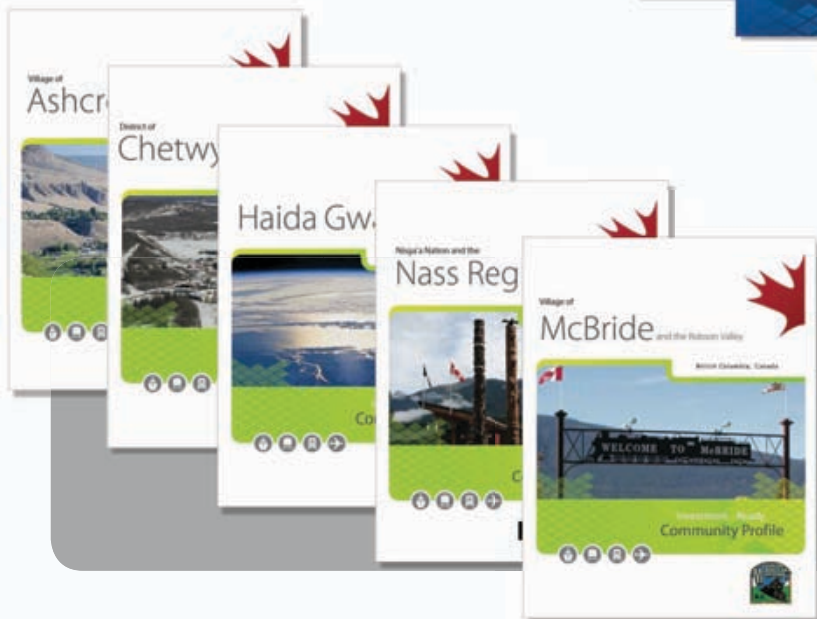 Village of
Ashcr
District of
Chetwy
Haida Gw
Nisga'a Nation and the
Nass Reg
Village of
McBride and the Robson Valley
British Columbia, Canada
WELCOME TO McBRIDE
Investment - Ready
Community Profile